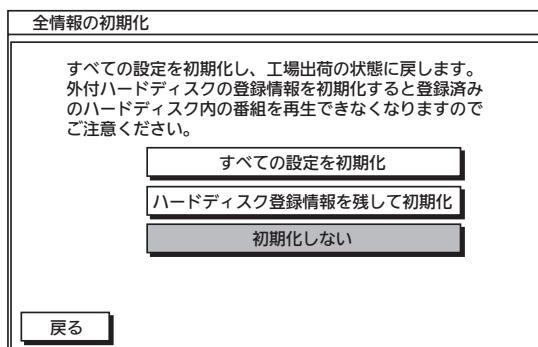 全情報の初期化
すべての設定を初期化し、工場出荷の状態に戻します。
外付ハードディスクの登録情報を初期化すると登録済み
のハードディスク内の番組を再生できなくなりますので
ご注意ください。
すべての設定を初期化
ハードディスク登録情報を残して初期化
初期化しない
戻る